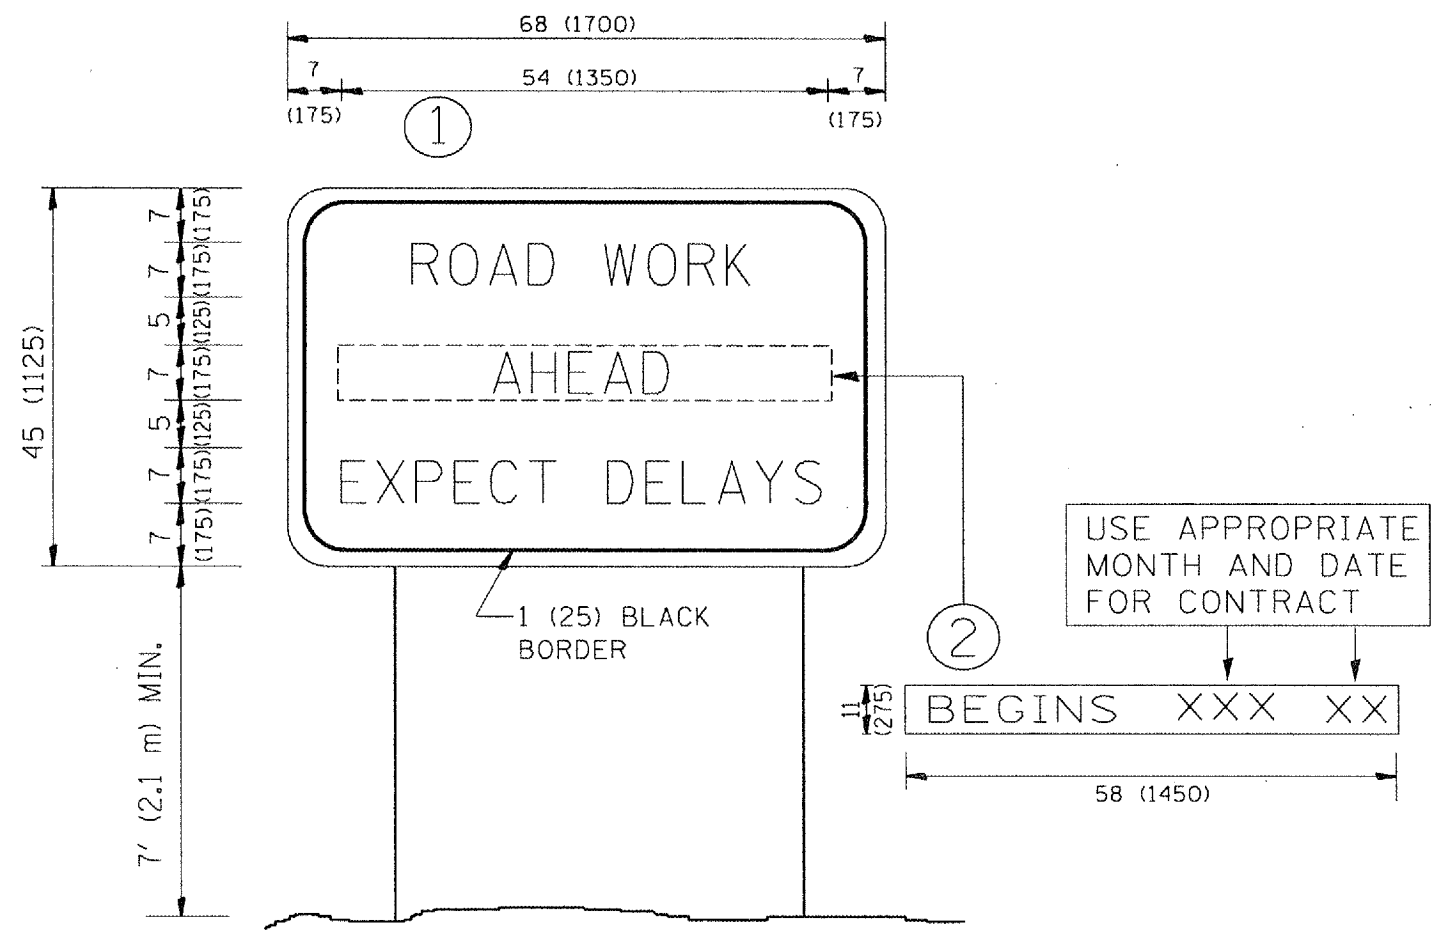 68 (1700)
7
54 (1350)
7
(175)
(175)
1
45 (1125)
7
(175)
7
(175)
5
(125)
7
(175)
5
(125)
7
(175)
7
(175)
ROAD WORK
AHEAD
EXPECT DELAYS
1 (25) BLACK
BORDER
7' (2.1 m) MIN.
USE APPROPRIATE
MONTH AND DATE
FOR CONTRACT
2
11
(275)
BEGINS XXX XX
58 (1450)